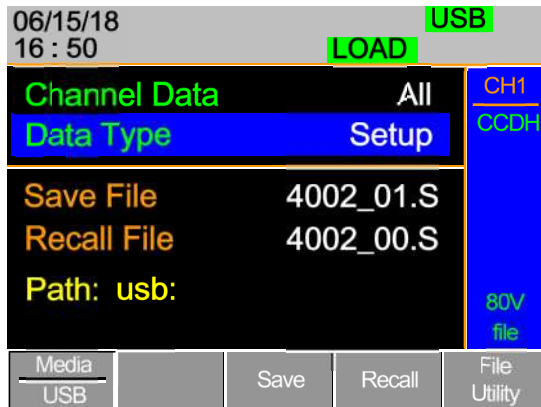 06/15/18 USB
16 : 50 LOAD
Channel Data All
Data Type Setup
Save File 4002_01.S
Recall File 4002_00.S
Path: usb:
CH1
CCDH
80V
file
Media
USB
Save
Recall
File
Utility